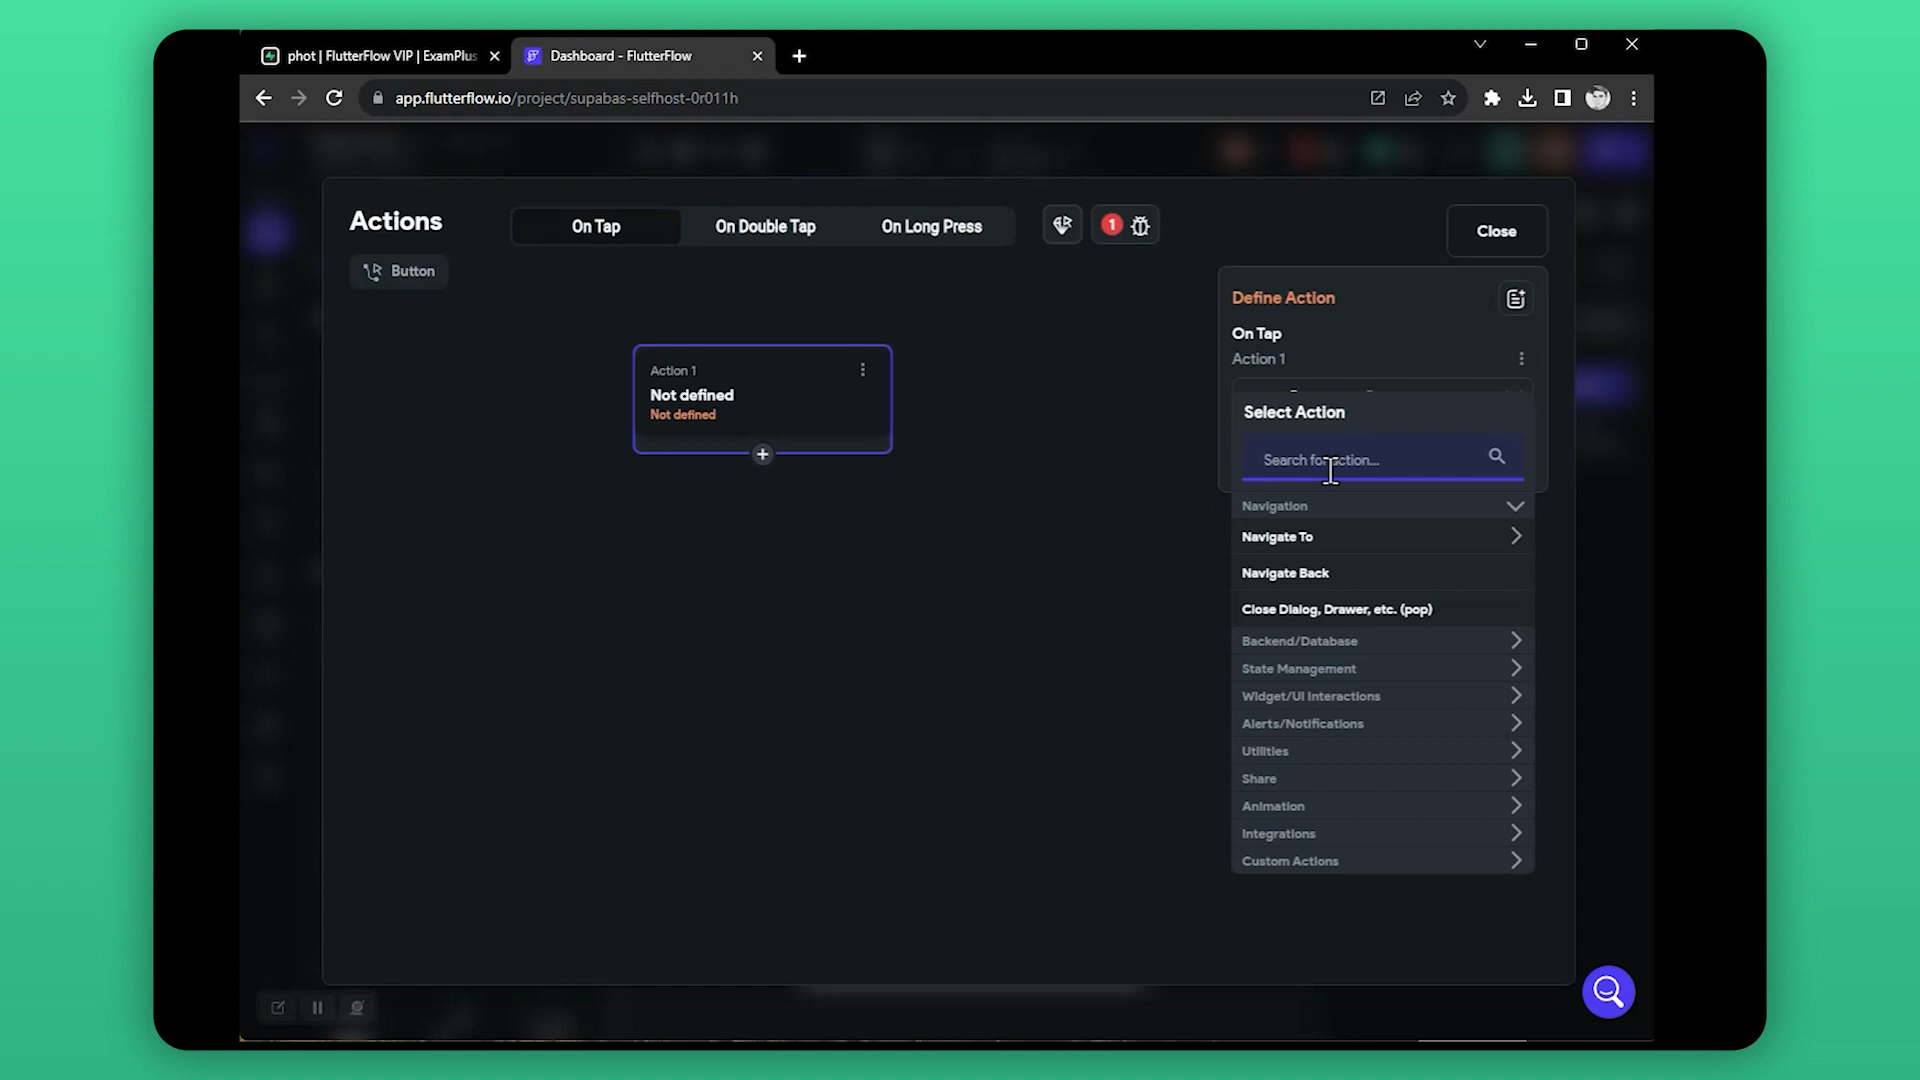 phot | FlutterFlow VIP | ExamPlus
Dashboard - FlutterFlow
app.flutterflow.io/project/supabas-selfhost-0r011h
Actions
On Tap
On Double Tap
On Long Press
1
Close
Button
Define Action
On Tap
Action 1
Action 1
Not defined
Not defined
Select Action
Search for action...
Navigation
Navigate To
Navigate Back
Close Dialog, Drawer, etc. (pop)
Backend/Database
State Management
Widget/UI Interactions
Alerts/Notifications
Utilities
Share
Animation
Integrations
Custom Actions